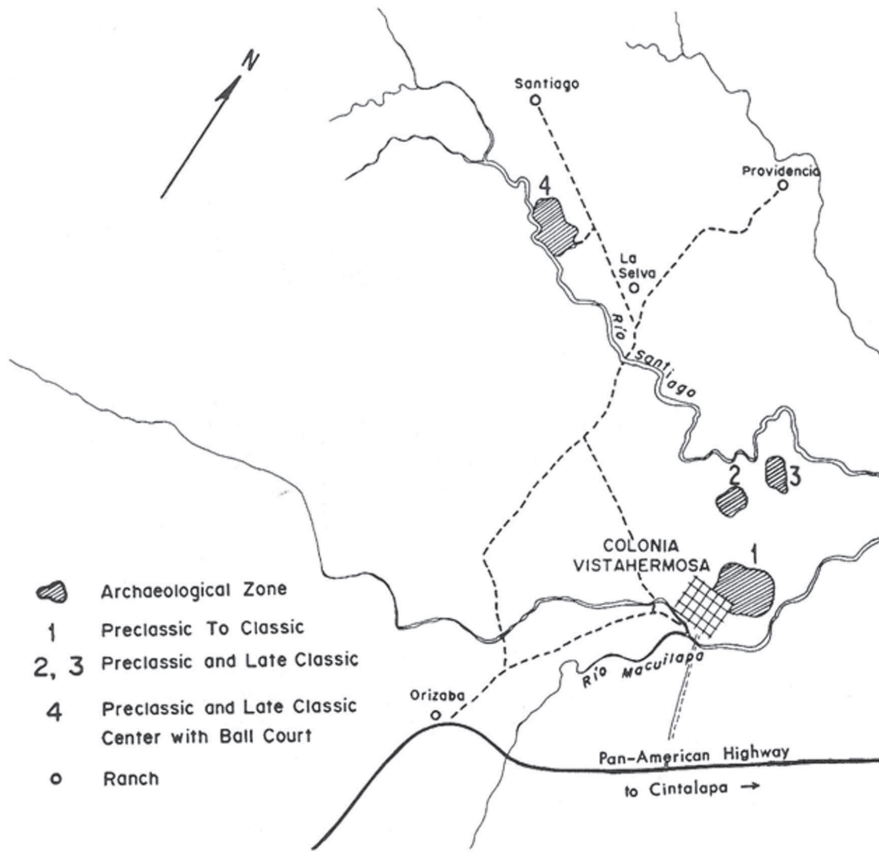 N
Santiago
Providencia
4
La
Selva
Río
Santiago
2
3
COLONIA
VISTAHERMOSA
1
Archaeological Zone
1 Preclassic To Classic
2, 3 Preclassic and Late Classic
4 Preclassic and Late Classic
Center with Ball Court
Ranch
Río Macuilapa
Orizaba
Pan-American Highway
to Cintalapa →